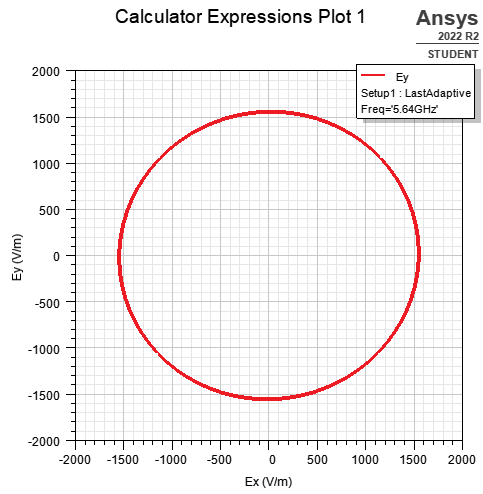 Calculator Expressions Plot 1
Ansys
2022 R2
STUDENT
Ey
Setup1 : LastAdaptive
Freq='5.64GHz'
2000
1500
1000
500
0
-500
-1000
-1500
-2000
Ey (V/m)
-2000 -1500 -1000 -500 0 500 1000 1500 2000
Ex (V/m)